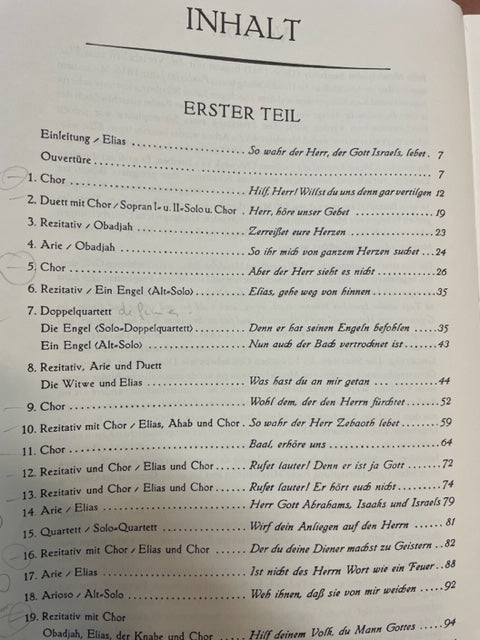 INHALT
ERSTER TEIL
Einleitung / Elias ........ So wahr der Herr, der Gott Israels, lebet . 7
Ouvertüre ........ 7
1. Chor ........ Hilf, Herr! Willst du uns denn gar vertilgen 12
2. Duett mit Chor / Sopran I- u. II-Solo u. Chor . Herr, höre unser Gebet ........ 19
3. Rezitativ / Obadjah ........ Zerreißet eure Herzen ........ 23
4. Arie / Obadjah ........ So ihr mich von ganzem Herzen suchet ... 24
5. Chor ........ Aber der Herr sieht es nicht ........ 26
6. Rezitativ / Ein Engel (Alt-Solo) ........ Elias, gehe weg von hinnen ........ 35
7. Doppelquartett
Die Engel (Solo-Doppelquartett) ........ Denn er hat seinen Engeln befohlen ..... 35
Ein Engel (Alt-Solo) ........ Nun auch der Bach vertrocknet ist ...... 43
8. Rezitativ, Arie und Duett
Die Witwe und Elias ........ Was hast du an mir getan ... ........ 44
9. Chor ........ Wohl dem, der den Herrn fürchtet ...... 52
10. Rezitativ mit Chor / Elias, Ahab und Chor . So wahr der Herr Zebaoth lebet ........ 59
11. Chor ........ Baal, erhöre uns ........ 64
12. Rezitativ und Chor / Elias und Chor ...... Rufet lauter! Denn er ist ja Gott ........ 72
13. Rezitativ und Chor / Elias und Chor ...... Rufet lauter! Er hört euch nicht ........ 74
14. Arie / Elias ........ Herr Gott Abrahams, Isaaks und Israels 79
15. Quartett / Solo-Quartett ........ Wirf dein Anliegen auf den Herrn ...... 81
16. Rezitativ mit Chor / Elias und Chor ...... Der du deine Diener machst zu Geistern .. 82
17. Arie / Elias ........ Ist nicht des Herrn Wort wie ein Feuer .. 88
18. Arioso / Alt-Solo ........ Weh ihnen, daß sie von mir weichen ..... 92
19. Rezitativ mit Chor
Obadjah, Elias, der Knabe und Chor .... Hilf deinem Volk, du Mann Gottes ...... 94